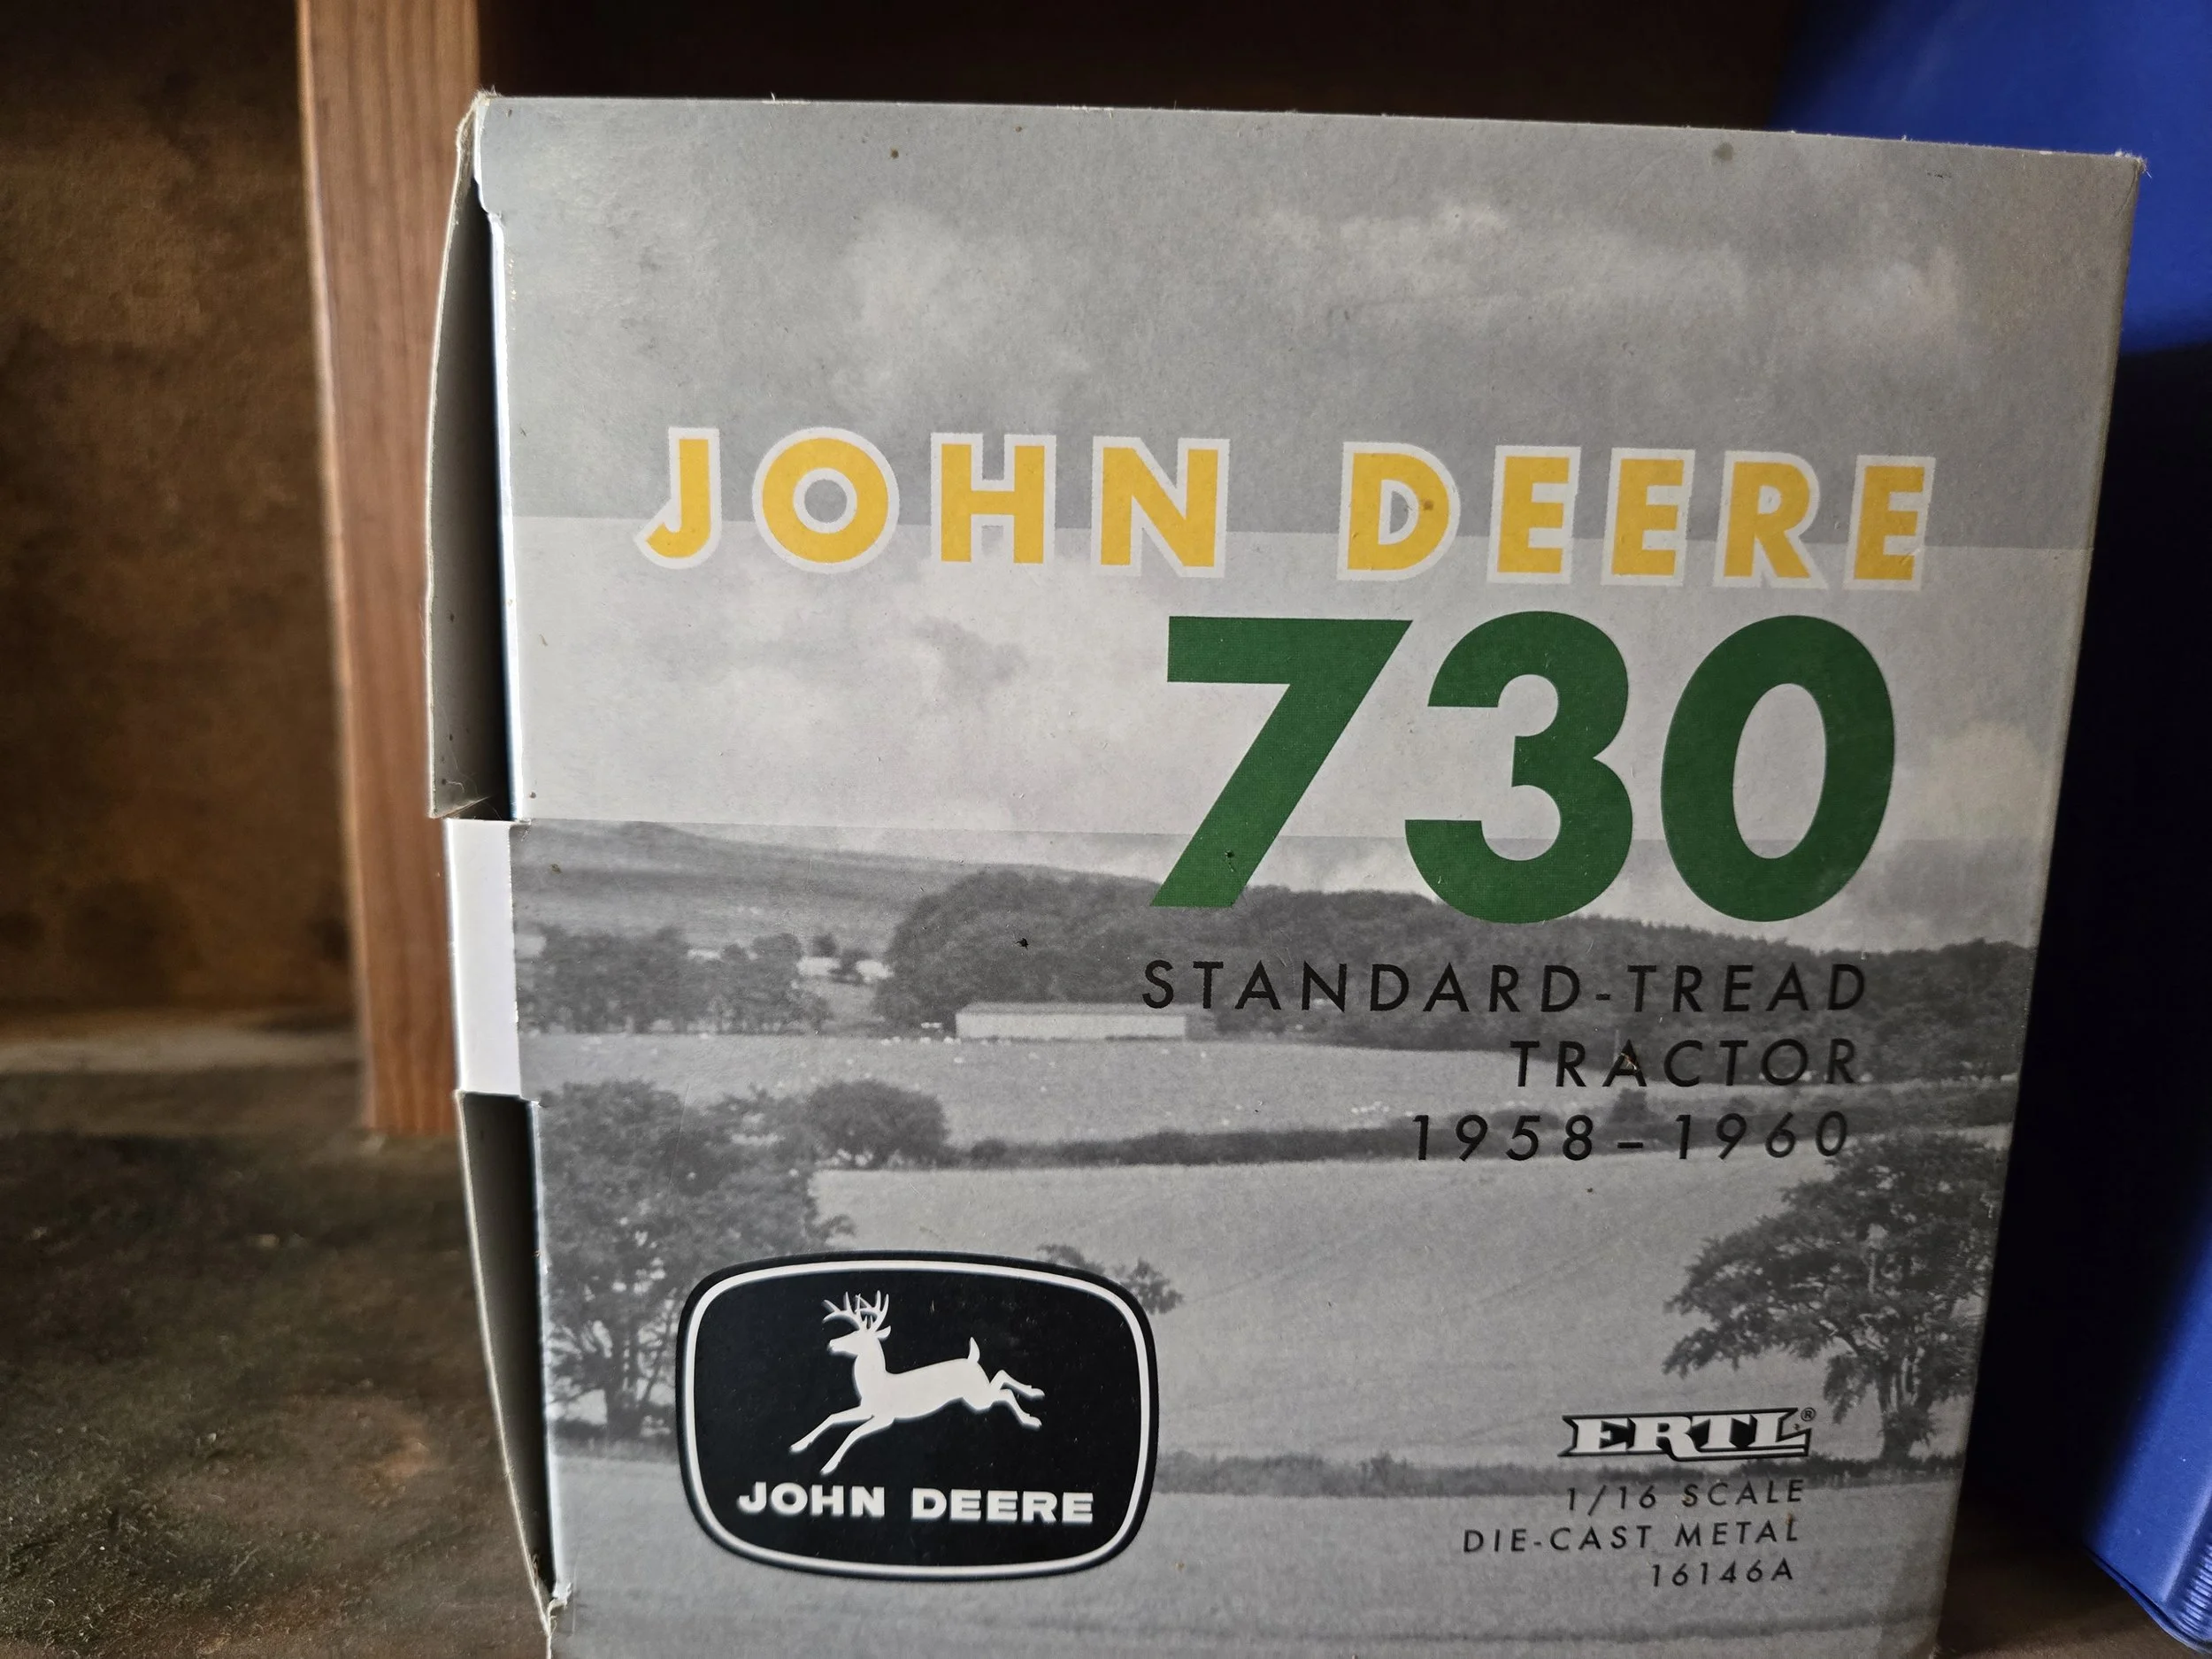 JOHN DEERE
730
STANDARD-TREAD
TRACTOR
1958-1960
JOHN DEERE
ERTL®
1/16 SCALE
DIE-CAST METAL
16146A